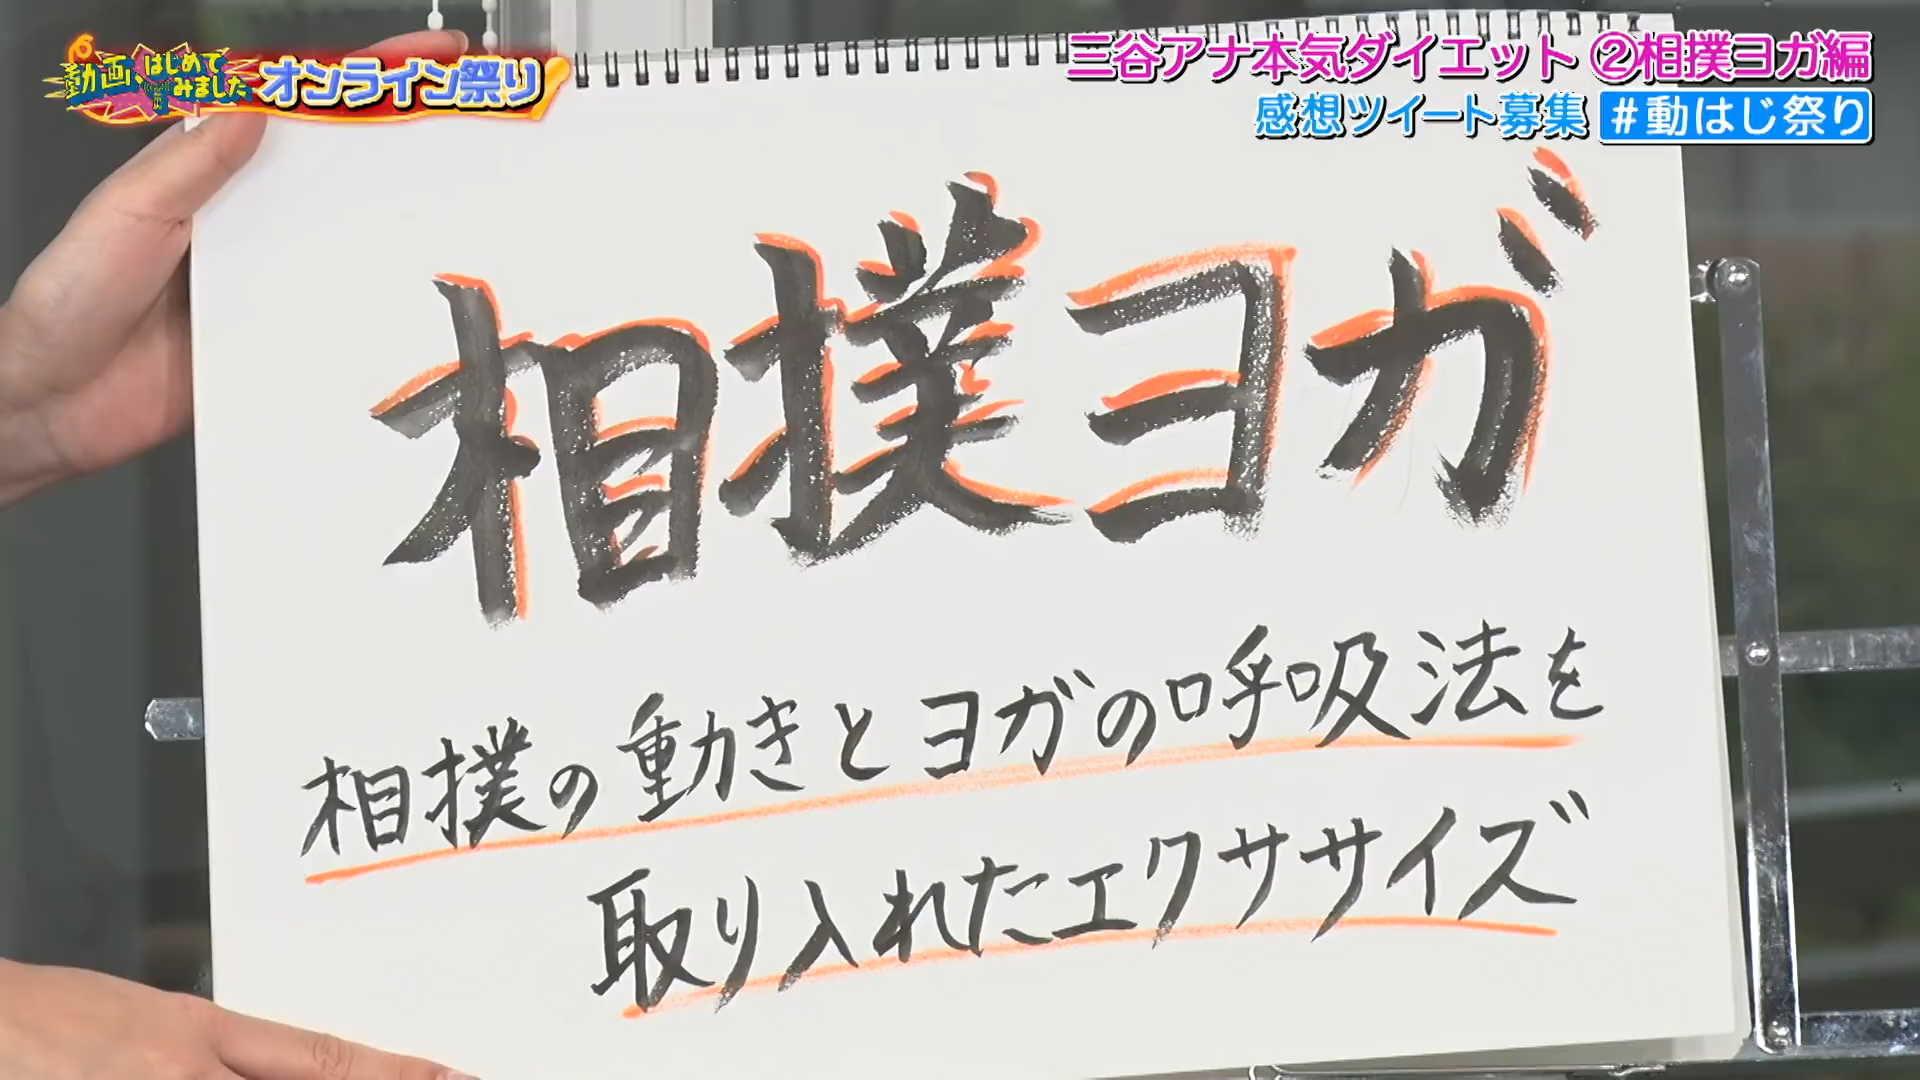 動画、はじめてみました
オンライン祭り
三谷アナ本気ダイエット ②相撲ヨガ編
感想ツイート募集 #動はじ祭り
相撲ヨガ
相撲の動きとヨガの呼吸法を
取り入れたエクササイズ